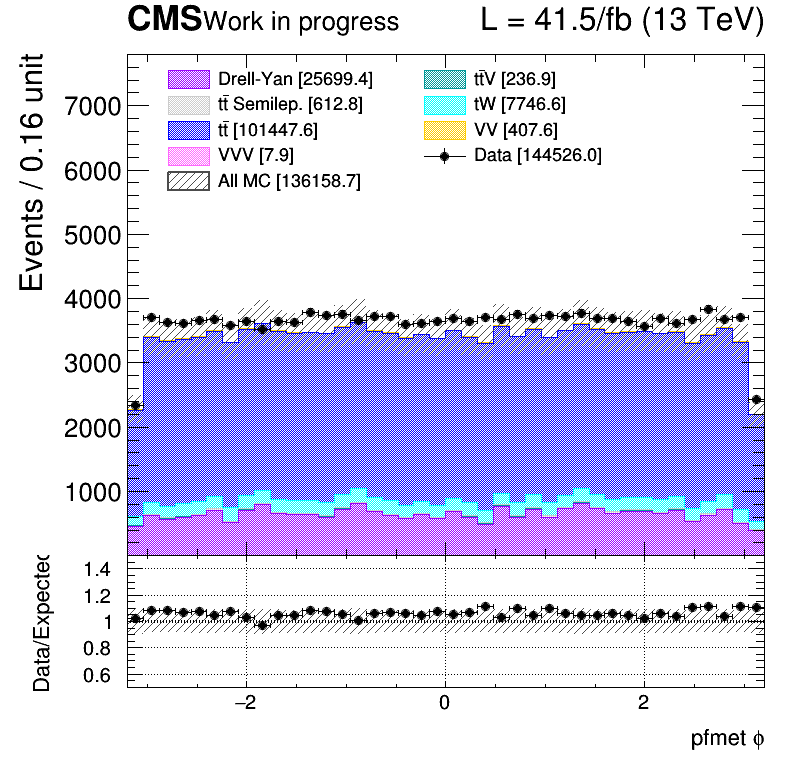 CMS Work in progress L = 41.5/fb (13 TeV)
Events / 0.16 unit
Drell-Yan [25699.4]
tt̄ Semilep. [612.8]
tt̄ [101447.6]
VVV [7.9]
All MC [136158.7]
tt̄V [236.9]
tW [7746.6]
VV [407.6]
Data [144526.0]
7000
6000
5000
4000
3000
2000
1000
Data/Expected
1.4
1.2
1
0.8
0.6
−2 0 2
pfmet ϕ